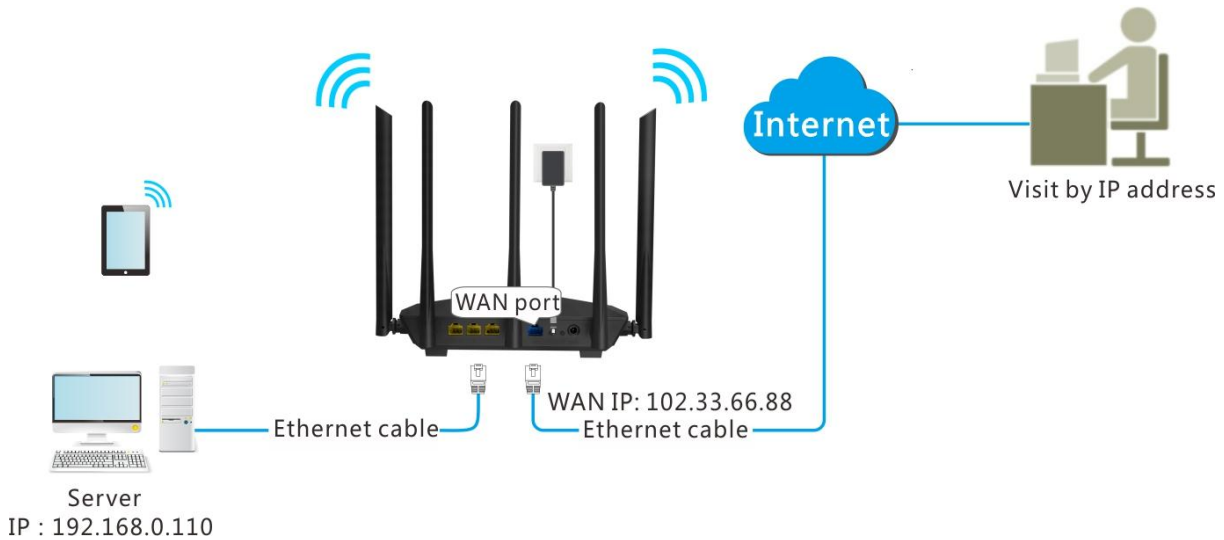 Internet
Visit by IP address
WAN port
WAN IP: 102.33.66.88
Ethernet cable
Ethernet cable
Server
IP : 192.168.0.110